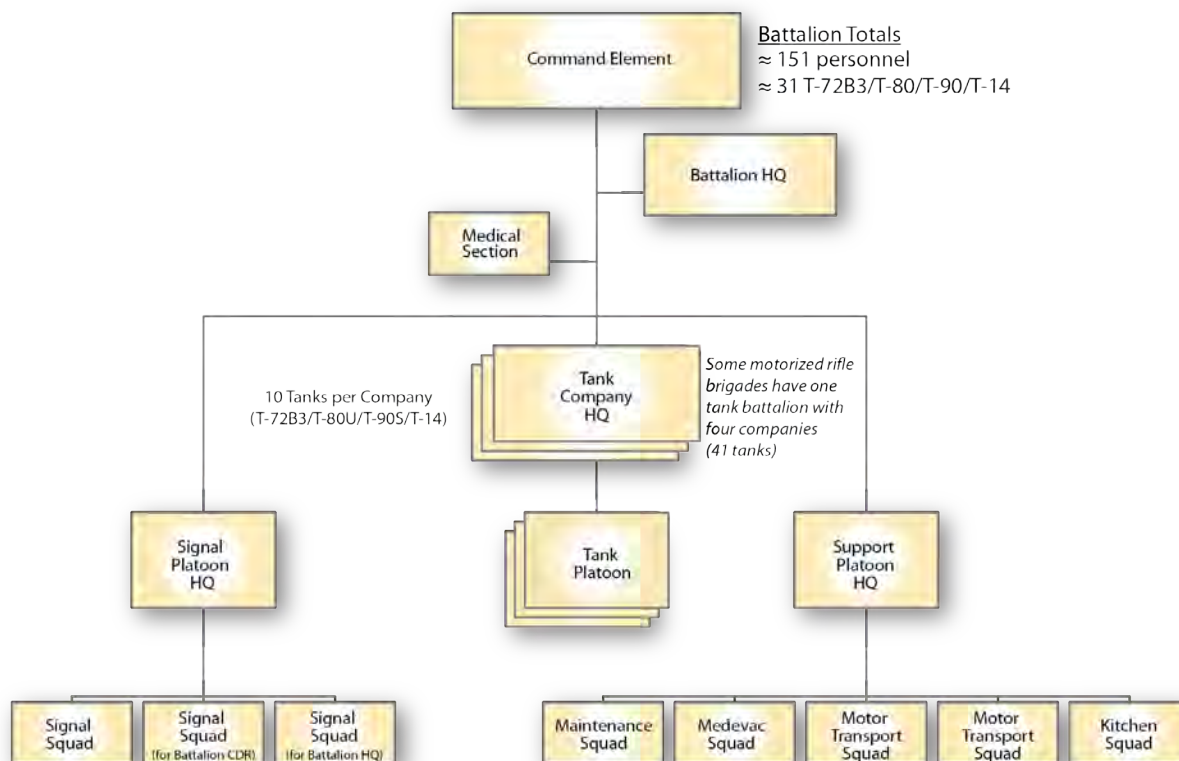 Command Element
Battalion Totals
≈ 151 personnel
≈ 31 T-72B3/T-80/T-90/T-14
Battalion HQ
Medical
Section
10 Tanks per Company
(T-72B3/T-80U/T-90S/T-14)
Tank
Company
HQ
Some motorized rifle
brigades have one
tank battalion with
four companies
(41 tanks)
Signal
Platoon
HQ
Tank
Platoon
Support
Platoon
HQ
Signal
Squad
Signal
Squad
(for Battalion CDR)
Signal
Squad
(for Battalion HQ)
Maintenance
Squad
Medevac
Squad
Motor
Transport
Squad
Motor
Transport
Squad
Kitchen
Squad